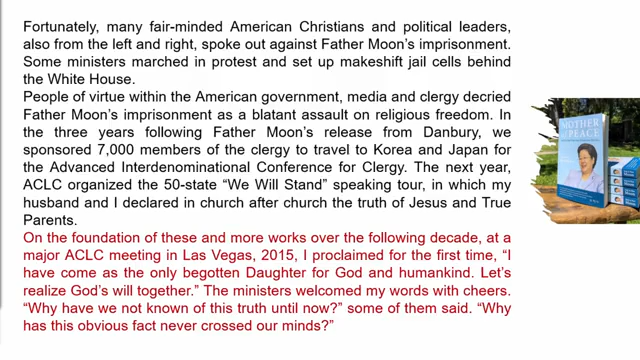 Fortunately, many fair-minded American Christians and political leaders,
also from the left and right, spoke out against Father Moon's imprisonment.
Some ministers marched in protest and set up makeshift jail cells behind
the White House.
People of virtue within the American government, media and clergy decried
Father Moon's imprisonment as a blatant assault on religious freedom. In
the three years following Father Moon's release from Danbury, we
sponsored 7,000 members of the clergy to travel to Korea and Japan for
the Advanced Interdenominational Conference for Clergy. The next year,
ACLC organized the 50-state “We Will Stand” speaking tour, in which my
husband and I declared in church after church the truth of Jesus and True
Parents.
On the foundation of these and more works over the following decade, at a
major ACLC meeting in Las Vegas, 2015, I proclaimed for the first time, “I
have come as the only begotten Daughter for God and humankind. Let's
realize God's will together.” The ministers welcomed my words with cheers.
“Why have we not known of this truth until now?” some of them said. “Why
has this obvious fact never crossed our minds?”
MOTHER
of PEACE